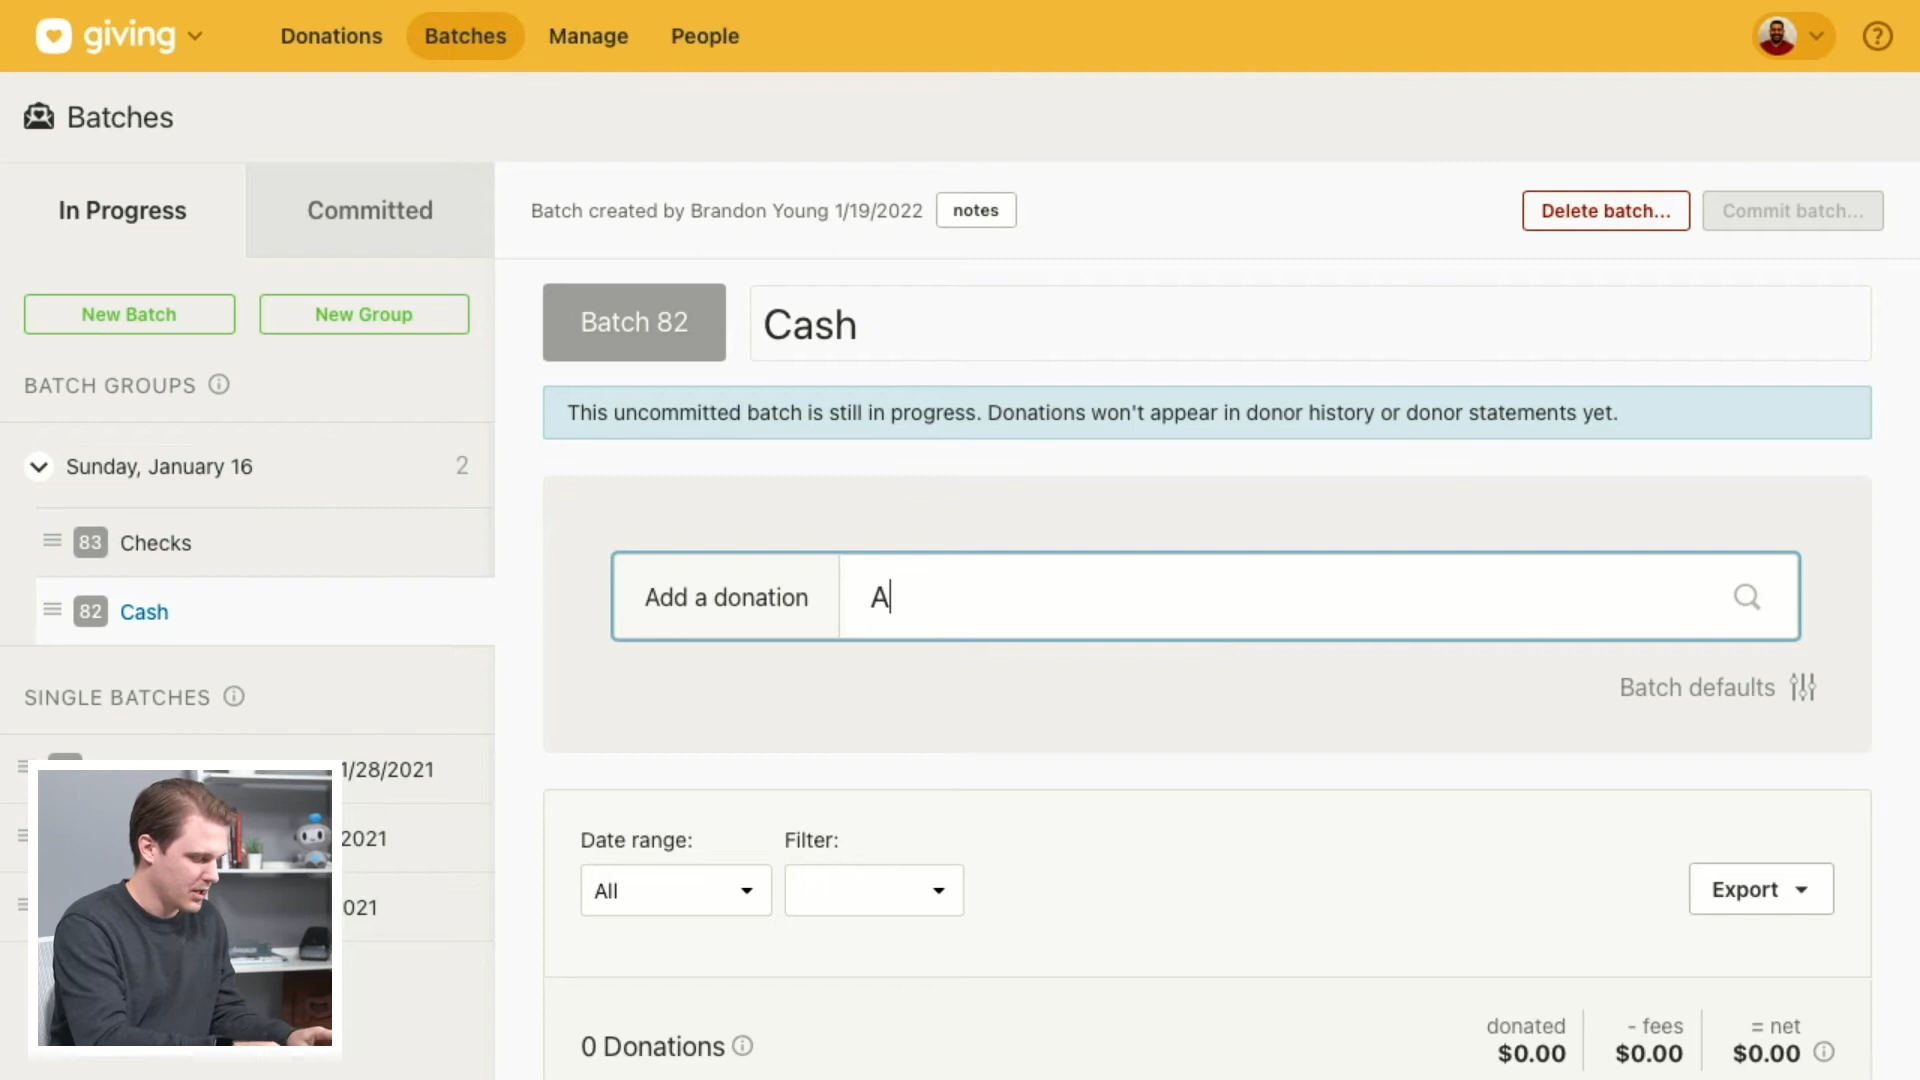 giving
Donations
Batches
Manage
People
Batches
In Progress
Committed
Batch created by Brandon Young 1/19/2022
notes
Delete batch...
Commit batch...
New Batch
New Group
Batch 82
Cash
BATCH GROUPS
This uncommitted batch is still in progress. Donations won't appear in donor history or donor statements yet.
Sunday, January 16
2
83
Checks
82
Cash
Add a donation
A
Batch defaults
SINGLE BATCHES
1/28/2021
2021
021
Date range:
Filter:
All
Export
0 Donations
donated
$0.00
- fees
$0.00
= net
$0.00